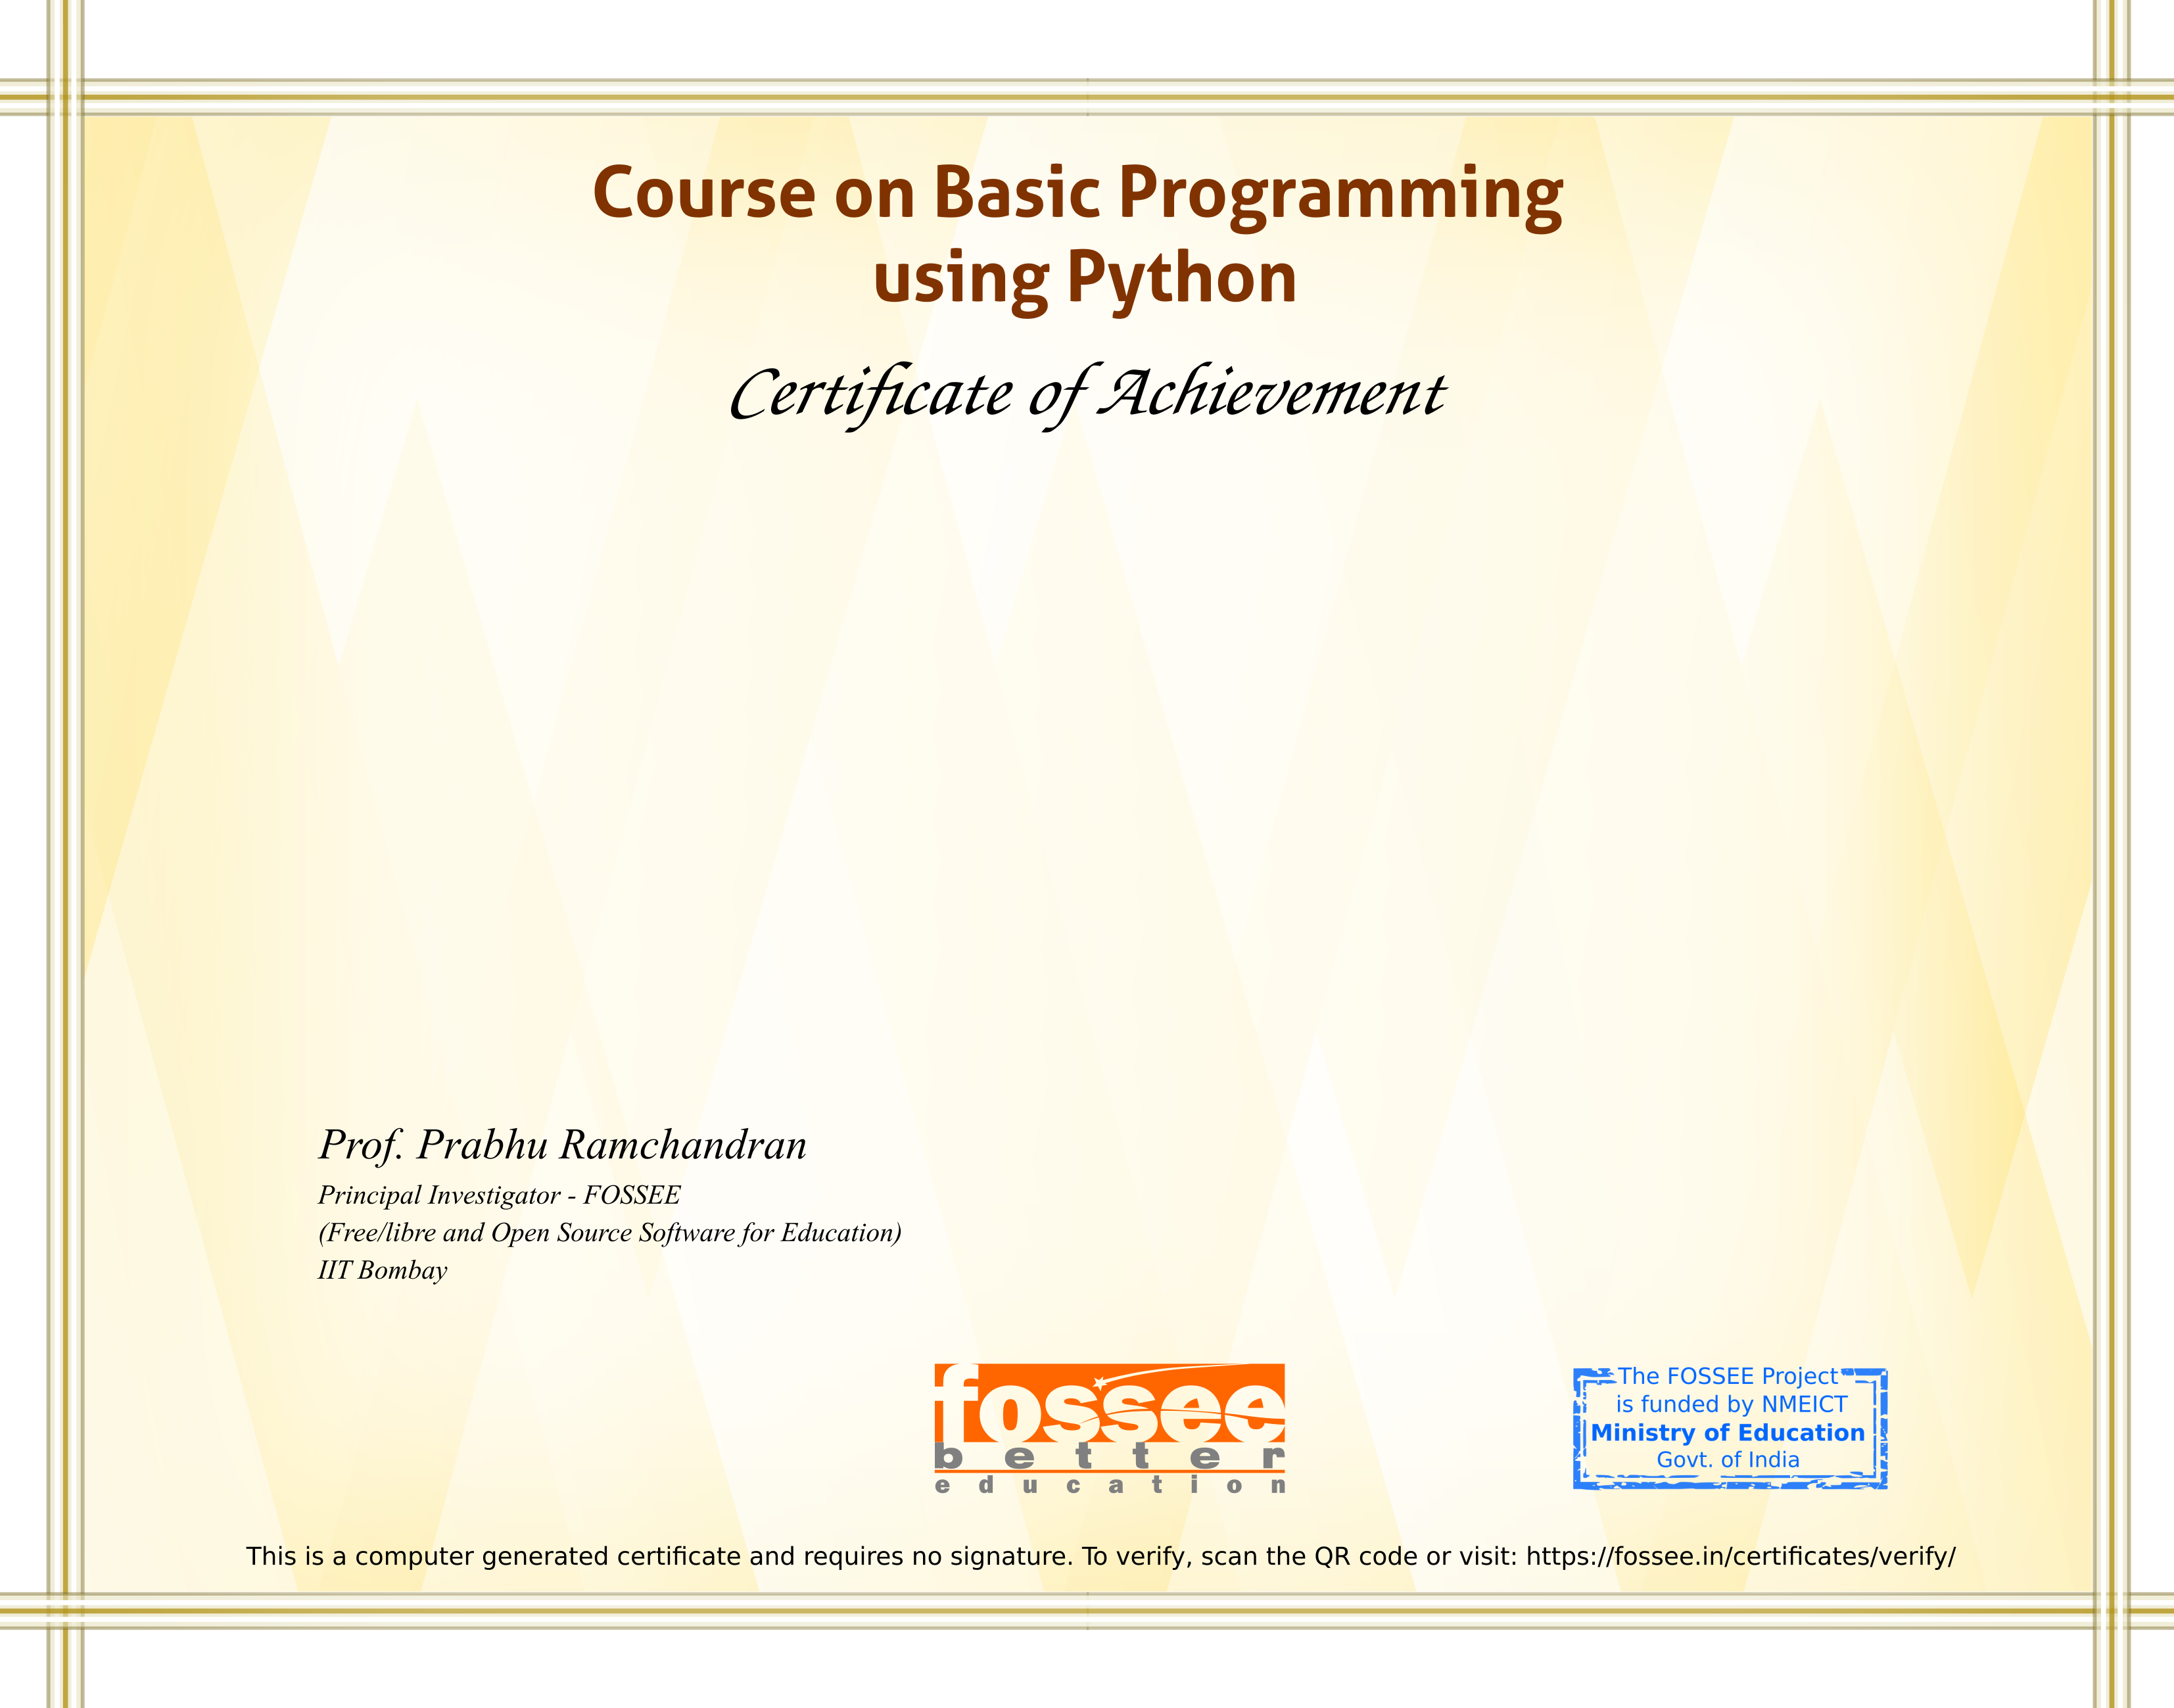 Course on Basic Programming
using Python
Certificate of Achievement
Prof. Prabhu Ramchandran
Principal Investigator - FOSSEE
(Free/libre and Open Source Software for Education)
IIT Bombay
fossee
better
education
The FOSSEE Project
is funded by NMEICT
Ministry of Education
Govt. of India
This is a computer generated certificate and requires no signature. To verify, scan the QR code or visit: https://fossee.in/certificates/verify/